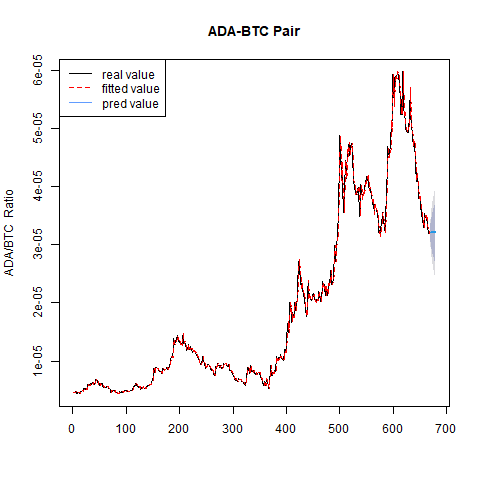 ADA-BTC Pair
real value
fitted value
pred value
ADA/BTC Ratio
6e-05
5e-05
4e-05
3e-05
2e-05
1e-05
0 100 200 300 400 500 600 700